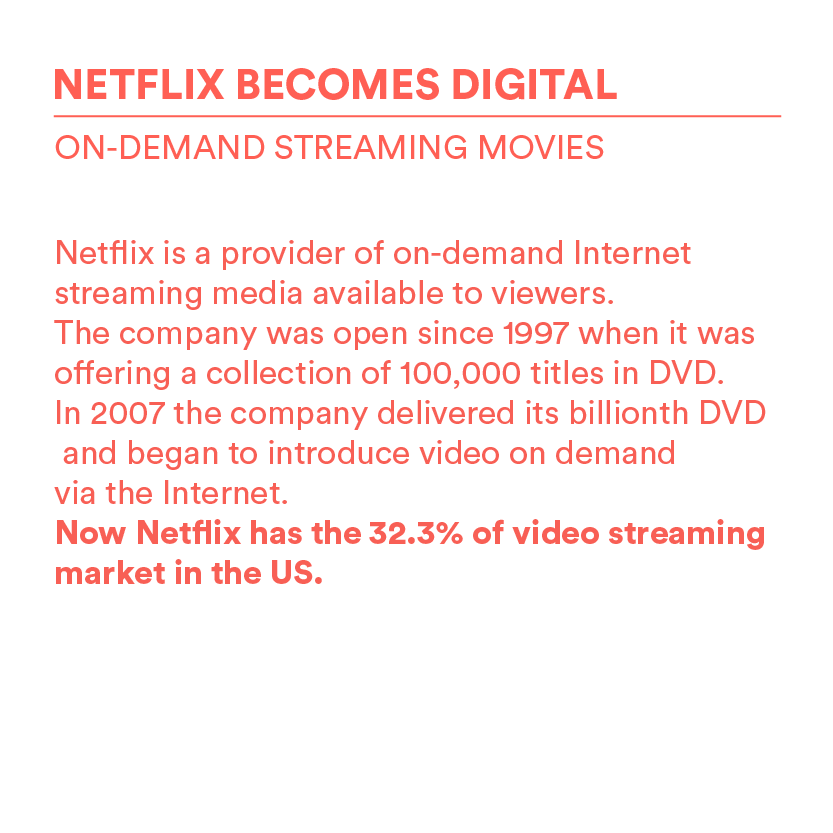 NETFLIX BECOMES DIGITAL
ON-DEMAND STREAMING MOVIES
Netflix is a provider of on-demand Internet
streaming media available to viewers.
The company was open since 1997 when it was
offering a collection of 100,000 titles in DVD.
In 2007 the company delivered its billionth DVD
and began to introduce video on demand
via the Internet.
Now Netflix has the 32.3% of video streaming
market in the US.